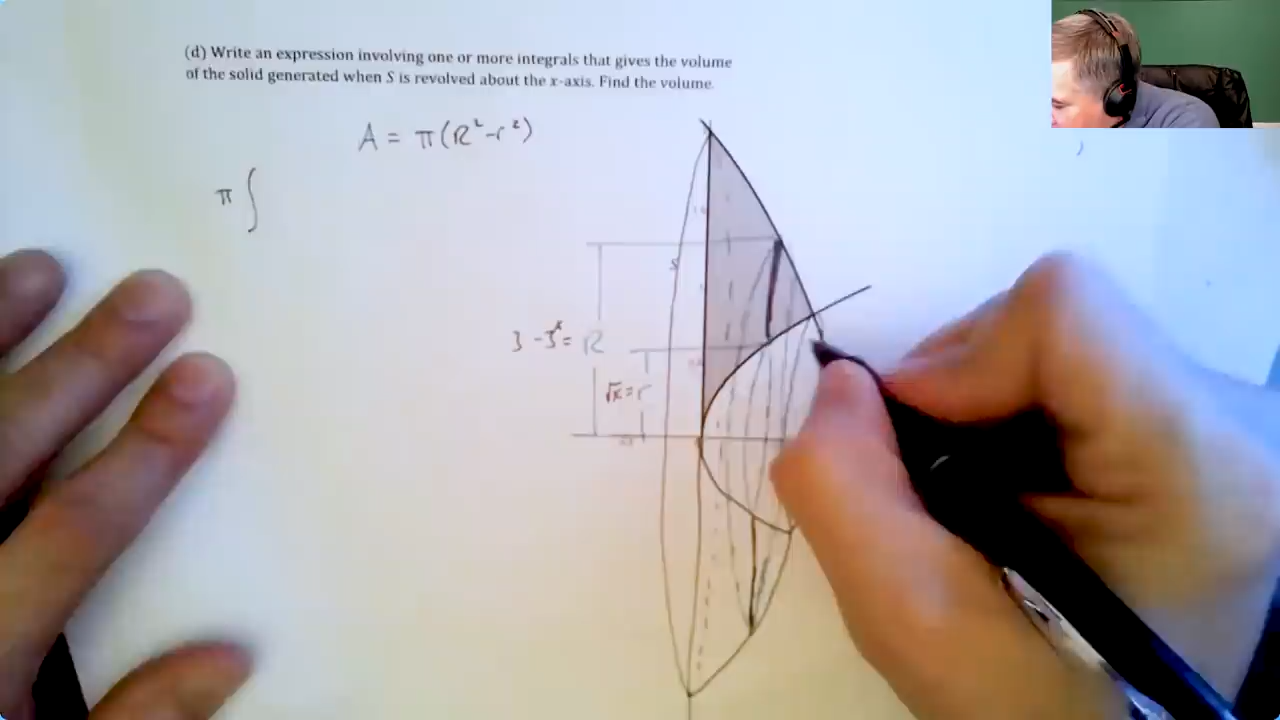 (d) Write an expression involving one or more integrals that gives the volume
of the solid generated when S is revolved about the x-axis. Find the volume.
A = π(R²-r²)
π∫
S
3 - 3ˣ = R
√x = r